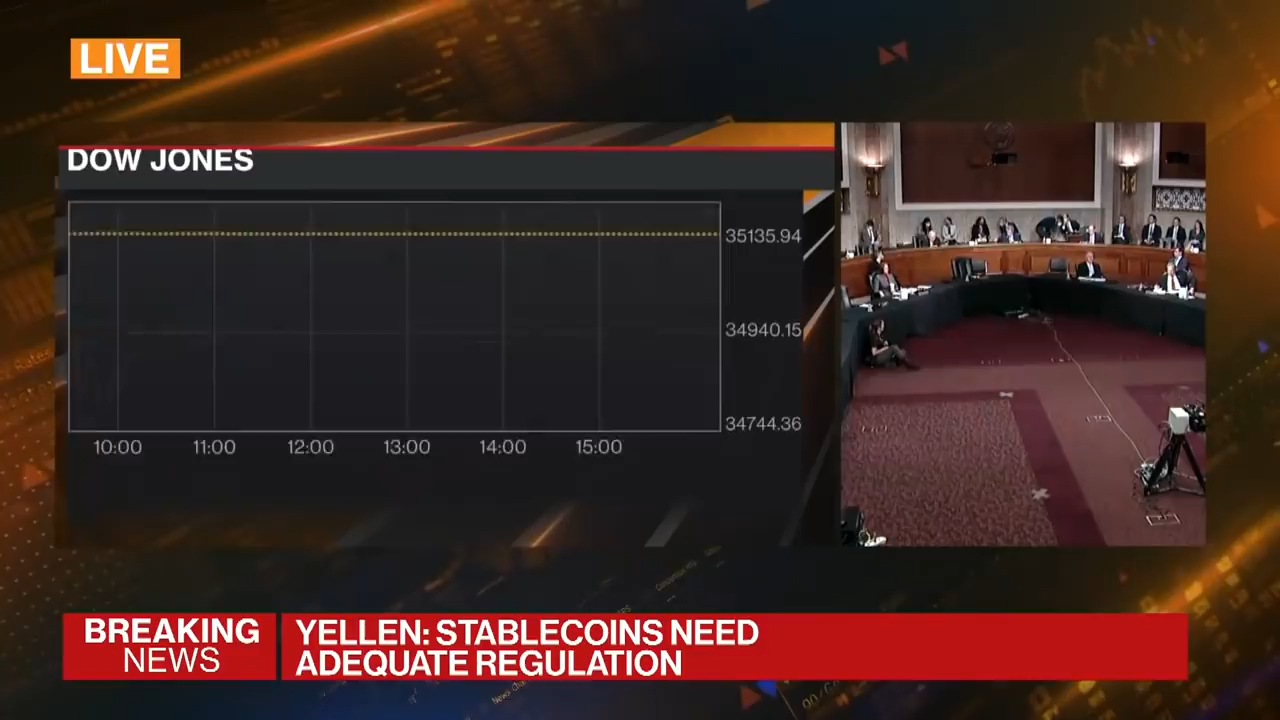 LIVE
DOW JONES
35135.94
34940.15
34744.36
10:00
11:00
12:00
13:00
14:00
15:00
BREAKING
NEWS
YELLEN: STABLECOINS NEED
ADEQUATE REGULATION